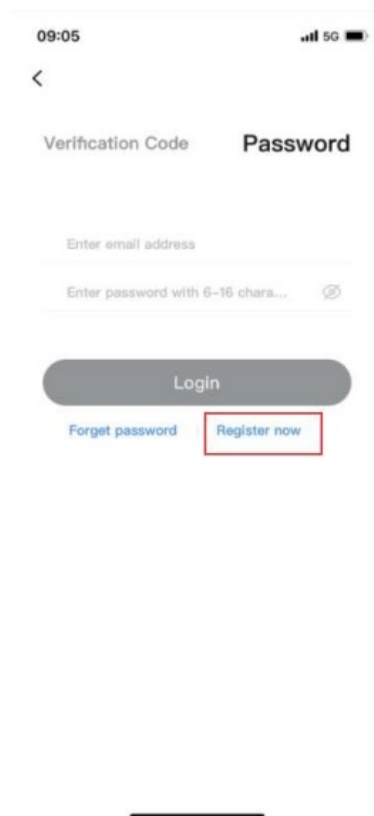 09:05 5G
Verification Code Password
Enter email address
Enter password with 6-16 chara...
Login
Forget password Register now